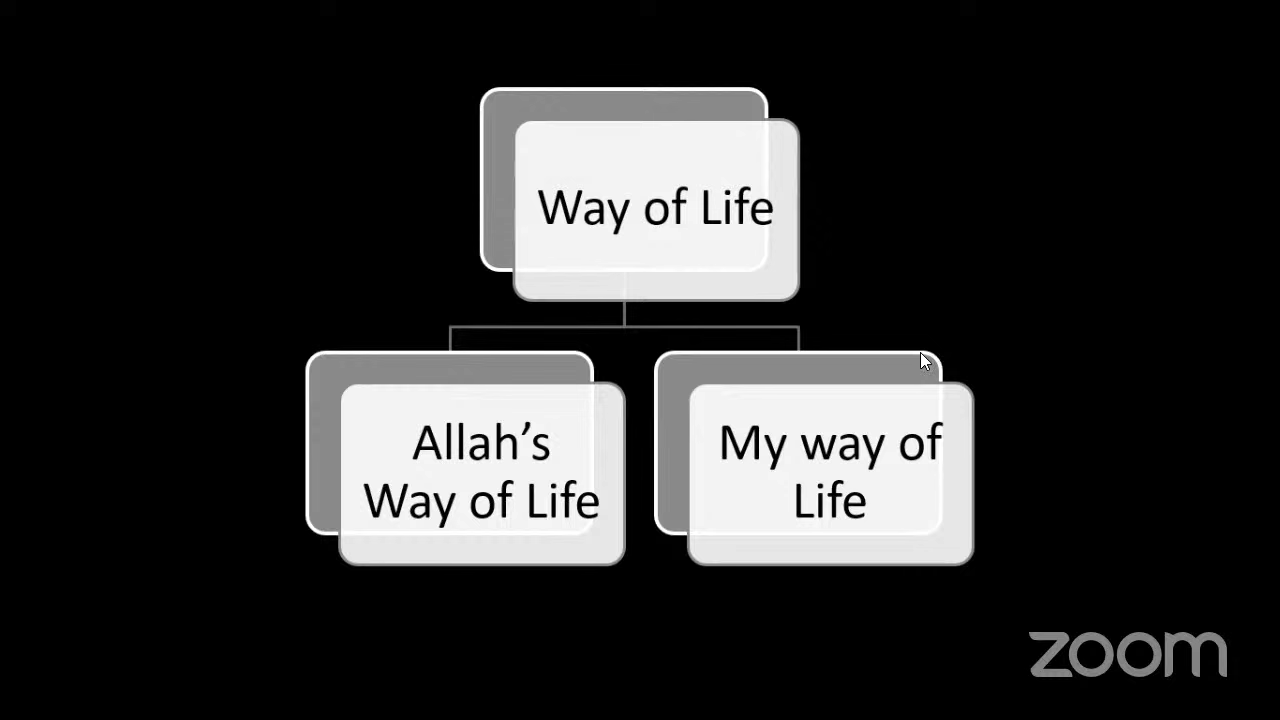 Way of Life
Allah’s
Way of Life
My way of
Life
zoom